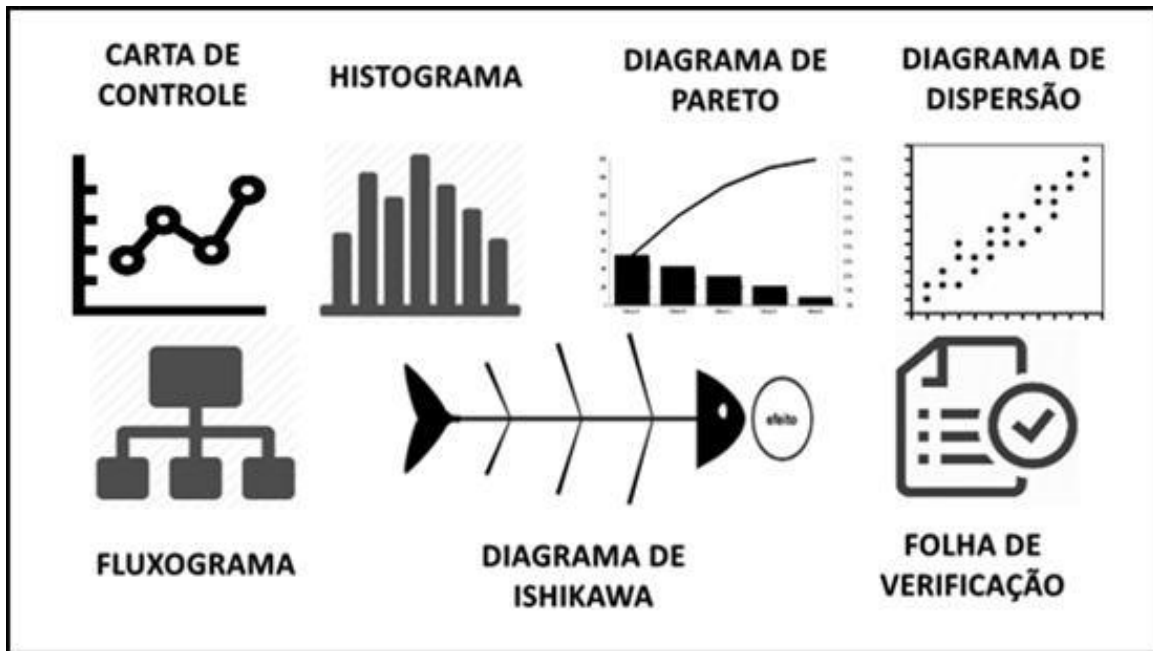 CARTA DE
CONTROLE
HISTOGRAMA
DIAGRAMA DE
PARETO
DIAGRAMA DE
DISPERSÃO
efeito
FLUXOGRAMA
DIAGRAMA DE
ISHIKAWA
FOLHA DE
VERIFICAÇÃO